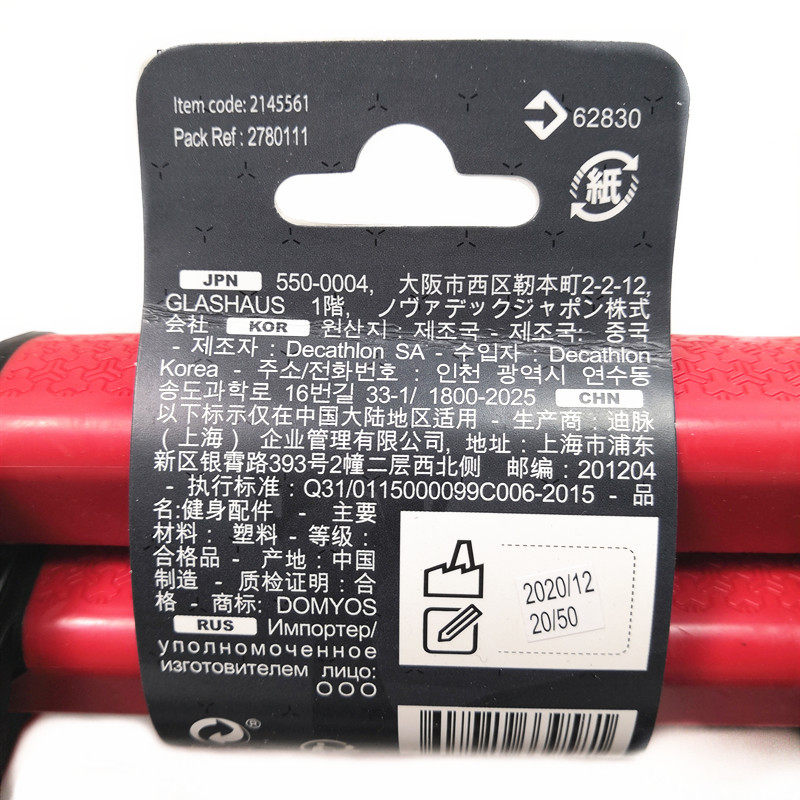 Item code: 2145561
Pack Ref : 2780111
62830
紙
JPN 550-0004, 大阪市西区靭本町2-2-12,
GLASHAUS 1階, ノヴァデックジャポン株式
会社 KOR 원산지 : 제조국 - 제조국: 중국
- 제조자 : Decathlon SA - 수입자 : Decathlon
Korea - 주소/전화번호 : 인천 광역시 연수동
송도과학로 16번길 33-1/ 1800-2025 CHN
以下标示仅在中国大陆地区适用 - 生产商 : 迪脉
(上海) 企业管理有限公司, 地址 : 上海市浦东
新区银霄路393号2幢二层西北侧 邮编 : 201204
- 执行标准 : Q31/0115000099C006-2015 - 品
名:健身配件 - 主要
材料 : 塑料 - 等级 :
合格品 - 产地 : 中国
制造 - 质检证明 : 合
格 - 商标: DOMYOS
RUS Импортер/
уполномоченное
изготовителем лицо:
ООО
2020/12
20/50
®